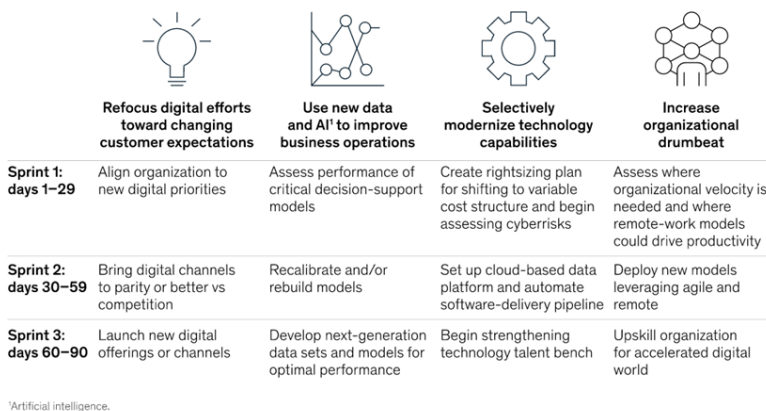 Refocus digital efforts
toward changing
customer expectations
Use new data
and AI¹ to improve
business operations
Selectively
modernize technology
capabilities
Increase
organizational
drumbeat
Sprint 1:
days 1–29
Align organization to
new digital priorities
Assess performance of
critical decision-support
models
Create rightsizing plan
for shifting to variable
cost structure and begin
assessing cyberrisks
Assess where
organizational velocity is
needed and where
remote-work models
could drive productivity
Sprint 2:
days 30–59
Bring digital channels
to parity or better vs
competition
Recalibrate and/or
rebuild models
Set up cloud-based data
platform and automate
software-delivery pipeline
Deploy new models
leveraging agile and
remote
Sprint 3:
days 60–90
Launch new digital
offerings or channels
Develop next-generation
data sets and models for
optimal performance
Begin strengthening
technology talent bench
Upskill organization
for accelerated digital
world
¹Artificial intelligence.